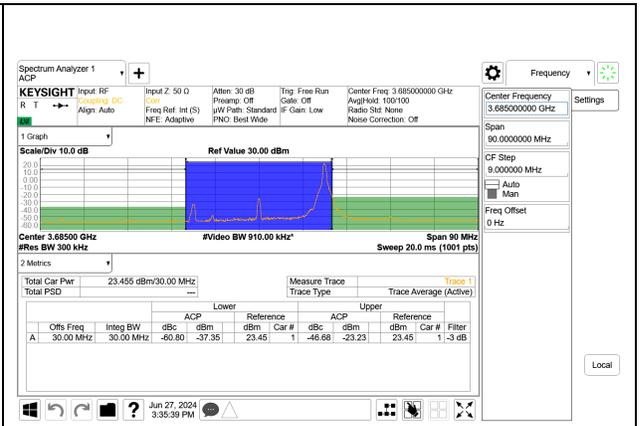 Spectrum Analyzer 1
ACP
Frequency
KEYSIGHT
R T
Input: RF
Coupling: DC
Align: Auto
Input Z: 50 Ω
Corr
Freq Ref: Int (S)
NFE: Adaptive
Atten: 30 dB
Preamp: Off
µW Path: Standard
PNO: Best Wide
Trig: Free Run
Gate: Off
IF Gain: Low
Center Freq: 3.685000000 GHz
Avg|Hold: 100/100
Radio Std: None
Noise Correction: Off
1 Graph
Scale/Div 10.0 dB
Ref Value 30.00 dBm
20.0
10.0
0.00
-10.0
-20.0
-30.0
-40.0
-50.0
-60.0
Center 3.68500 GHz
#Video BW 910.00 kHz*
Span 90 MHz
#Res BW 300 kHz
Sweep 20.0 ms (1001 pts)
2 Metrics
Total Car Pwr 23.455 dBm/30.00 MHz
Total PSD ---
Measure Trace Trace 1
Trace Type Trace Average (Active)
Lower Upper
ACP Reference ACP Reference
Offs Freq Integ BW dBc dBm dBm Car # dBc dBm dBm Car # Filter
A 30.00 MHz 30.00 MHz -60.80 -37.35 23.45 1 -46.68 -23.23 23.45 1 -3 dB
Jun 27, 2024
3:35:39 PM
Center Frequency
3.685000000 GHz
Settings
Span
90.0000000 MHz
CF Step
9.000000 MHz
Auto
Man
Freq Offset
0 Hz
Local